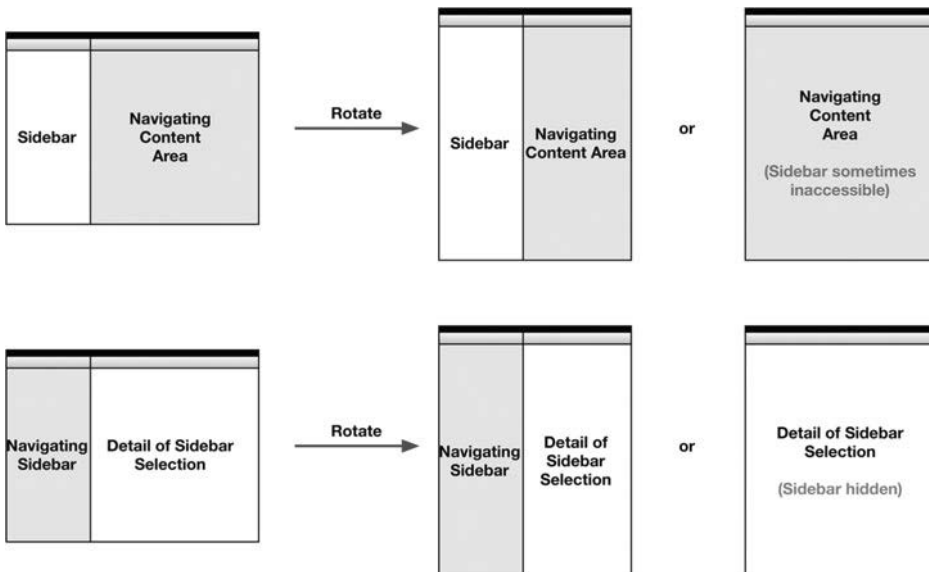 Sidebar
Navigating
Content
Area
Rotate
Sidebar
Navigating
Content Area
or
Navigating
Content
Area
(Sidebar sometimes
inaccessible)
Navigating
Sidebar
Detail of Sidebar
Selection
Rotate
Navigating
Sidebar
Detail of
Sidebar
Selection
or
Detail of Sidebar
Selection
(Sidebar hidden)